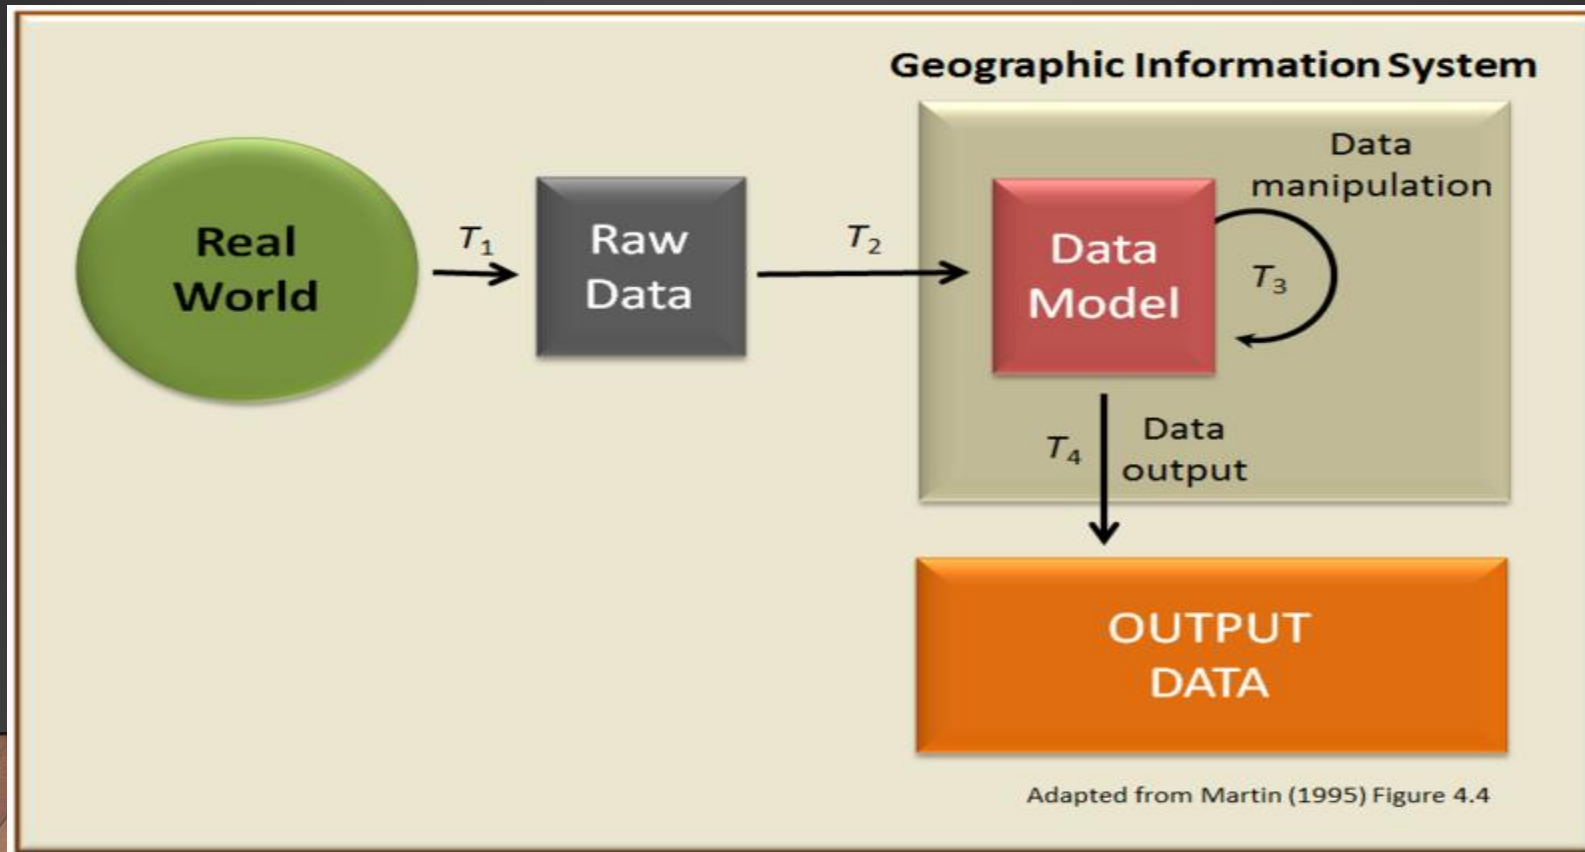 Geographic Information System
Real
World
T₁
Raw
Data
T₂
Data
Model
Data
manipulation
T₃
T₄
Data
output
OUTPUT
DATA
Adapted from Martin (1995) Figure 4.4